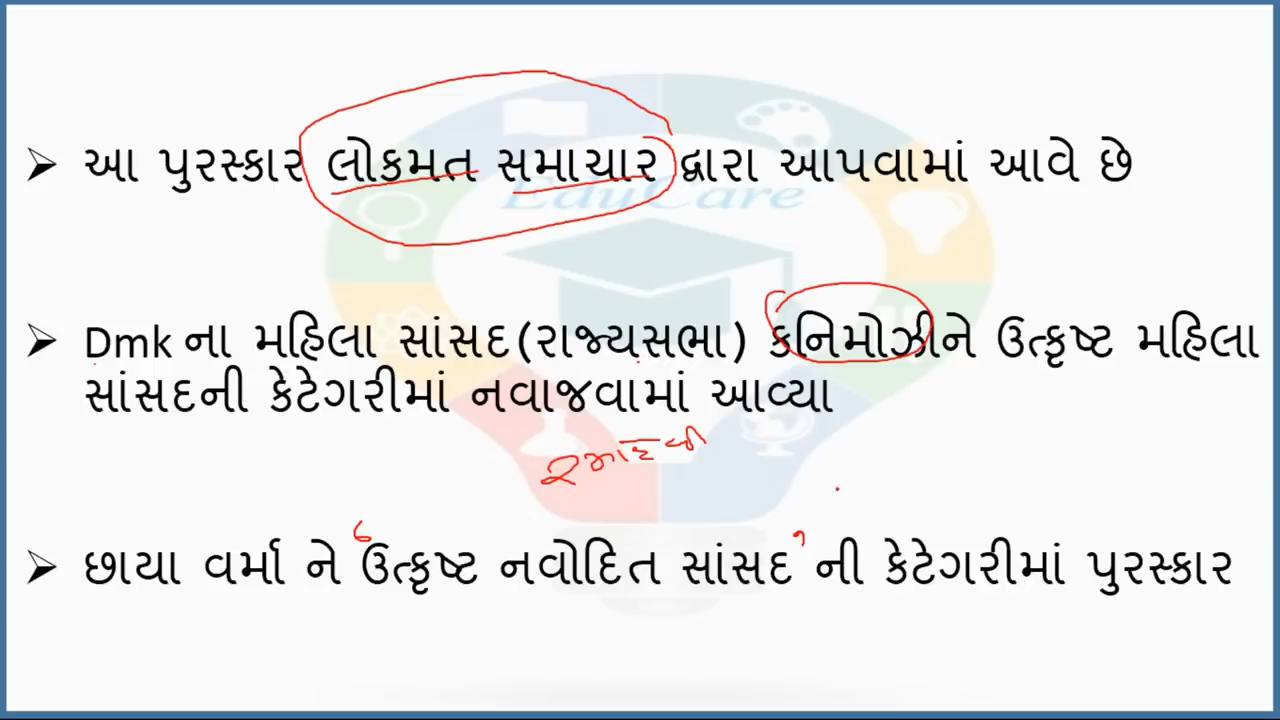 ➢ આ પુરસ્કાર લોકમત સમાચાર દ્વારા આપવામાં આવે છે
EduCare
➢ Dmk ના મહિલા સાંસદ(રાજ્યસભા) કનિમોઝીને ઉત્કૃષ્ટ મહિલા
સાંસદની કેટેગરીમાં નવાજવામાં આવ્યા
➢ છાયા વર્મા ને ઉત્કૃષ્ટ નવોદિત સાંસદ ની કેટેગરીમાં પુરસ્કાર